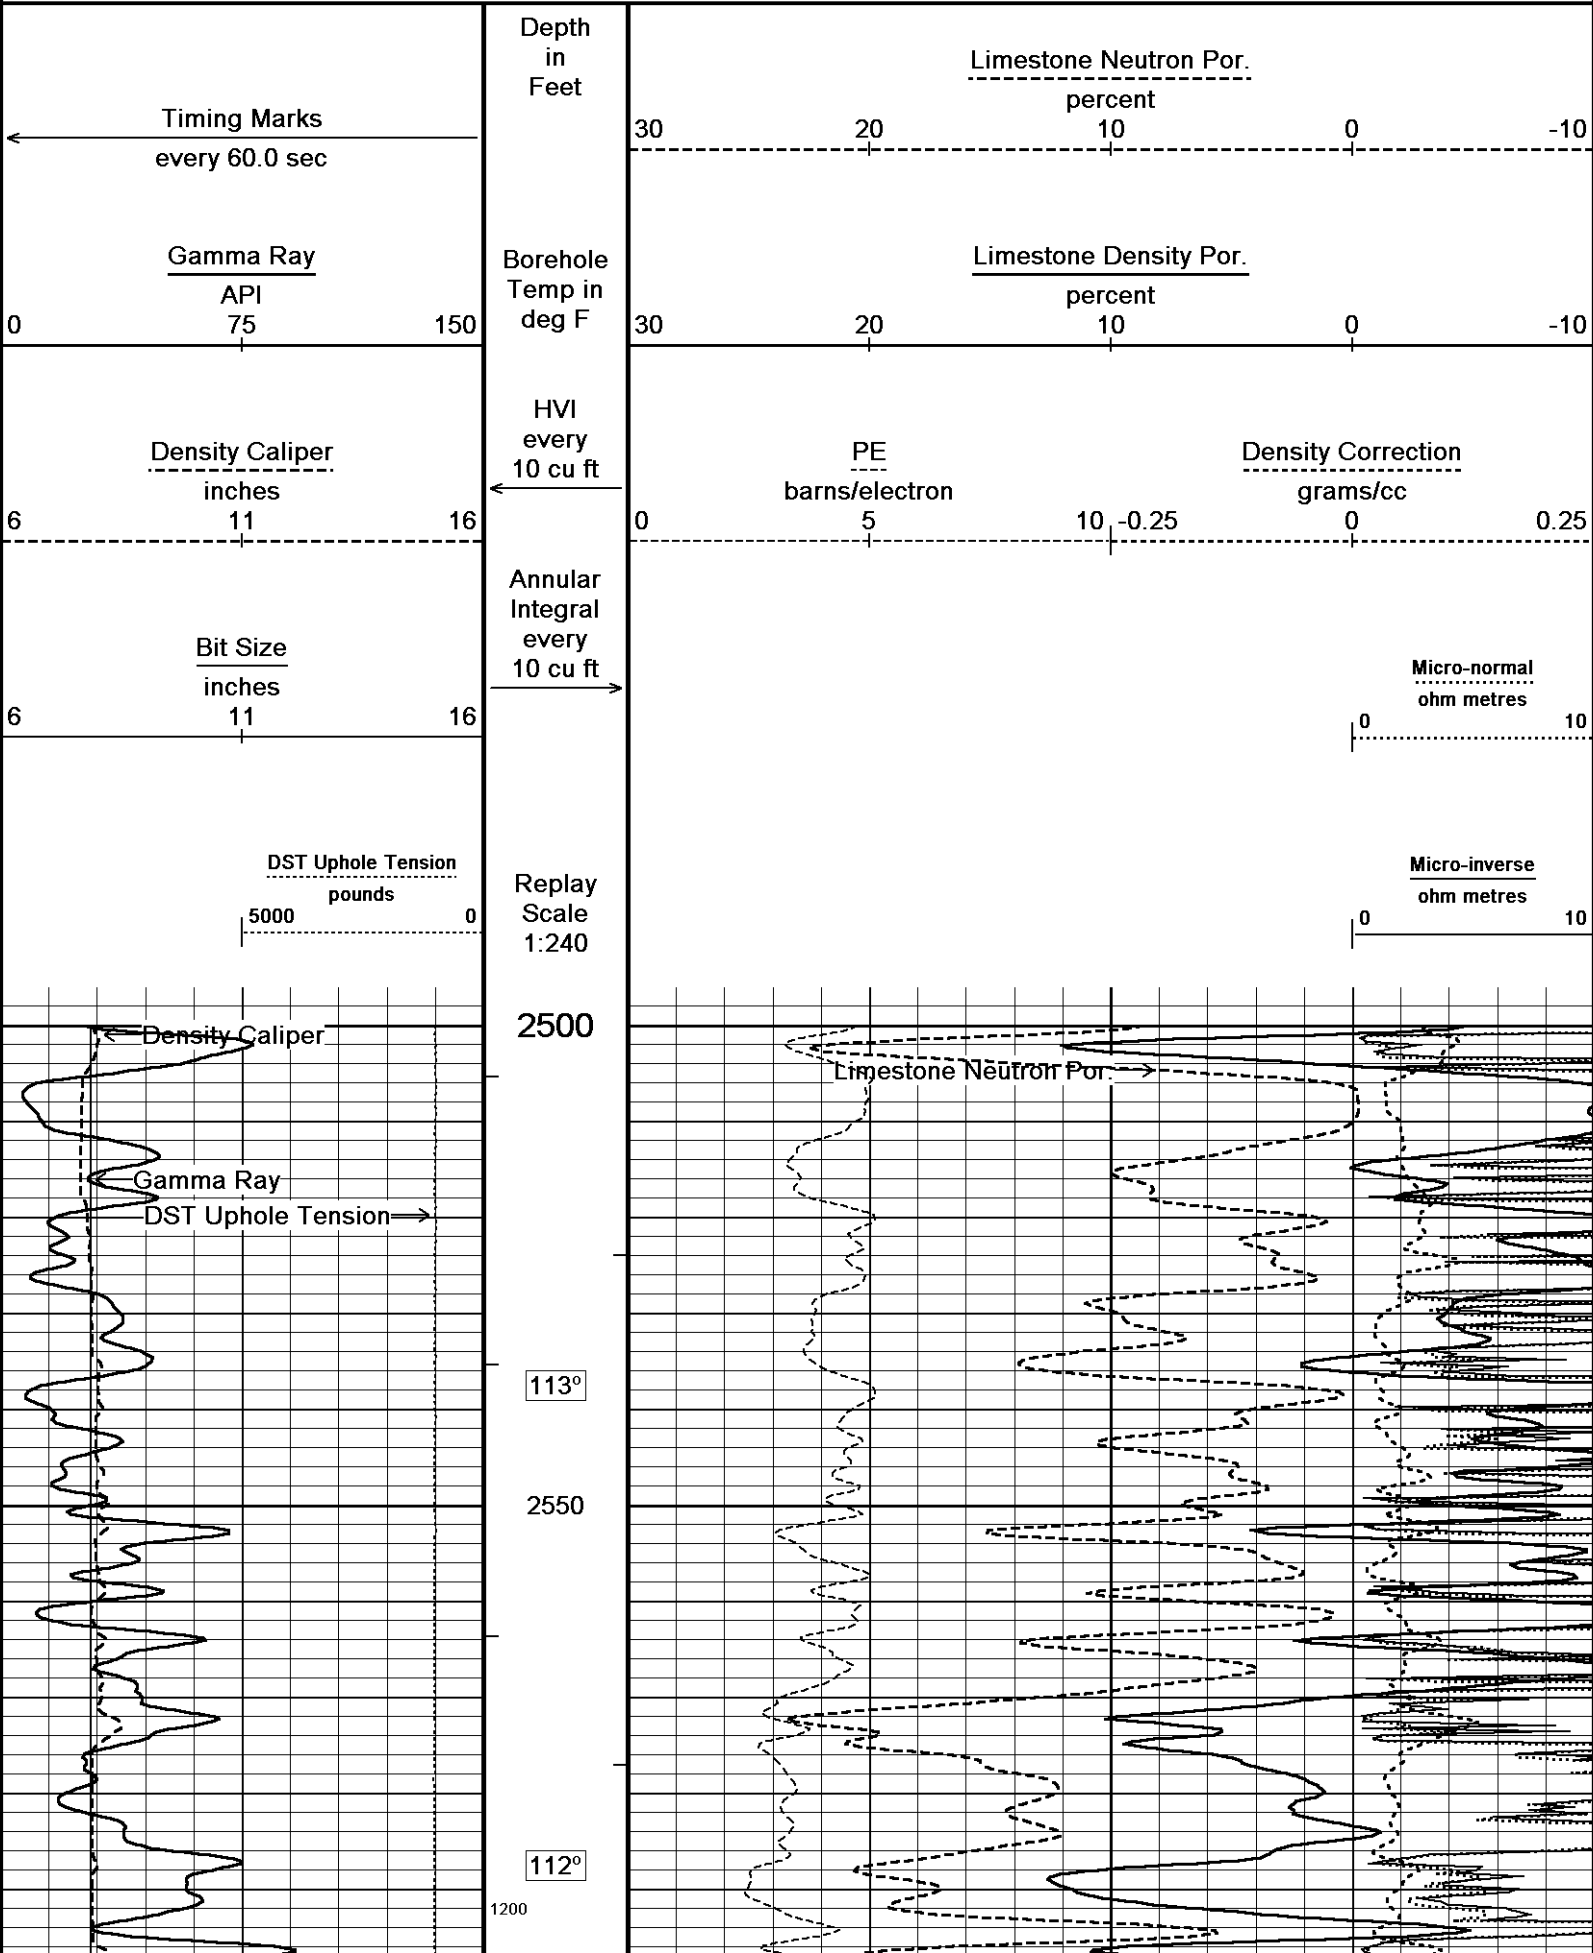 Timing Marks
every 60.0 sec
Gamma Ray
API
0 75 150
Density Caliper
inches
6 11 16
Bit Size
inches
6 11 16
DST Uphole Tension
pounds
5000 0
Depth
in
Feet
Borehole
Temp in
deg F
HVI
every
10 cu ft
Annular
Integral
every
10 cu ft
Replay
Scale
1:240
Limestone Neutron Por.
percent
30 20 10 0 -10
Limestone Density Por.
percent
30 20 10 0 -10
PE
barns/electron
0 5 10
Density Correction
grams/cc
-0.25 0 0.25
Micro-normal
ohm metres
0 10
Micro-inverse
ohm metres
0 10
2500
Density Caliper
Limestone Neutron Por.
Gamma Ray
DST Uphole Tension
113º
2550
112º
1200